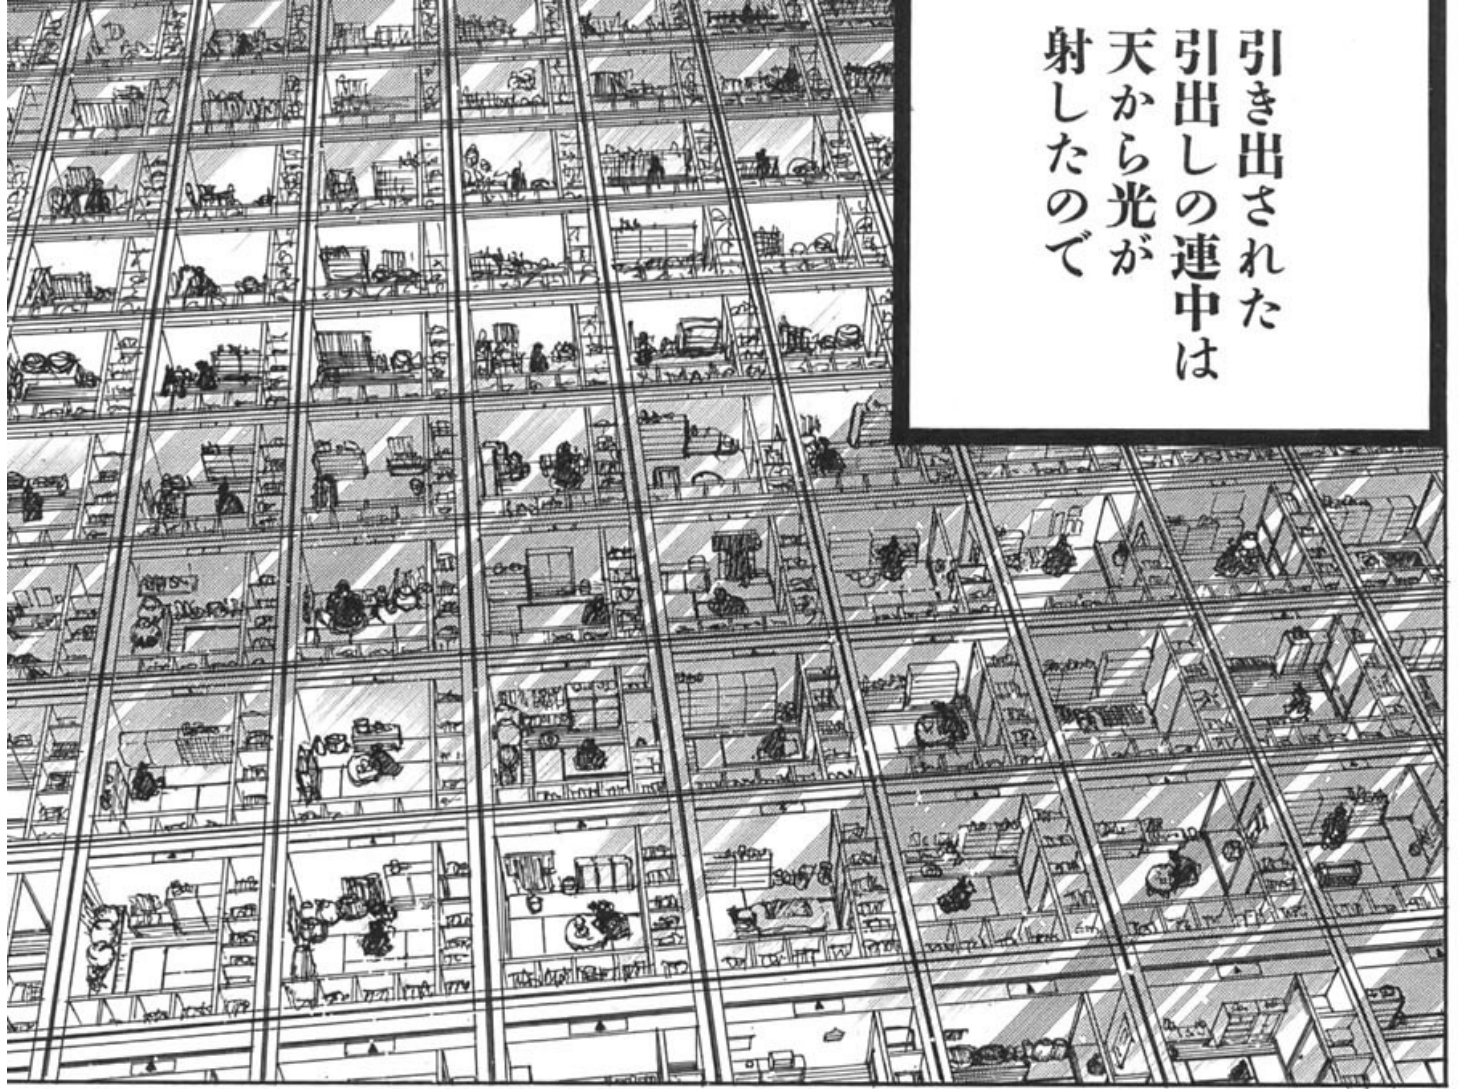 引き出された
引出しの連中は
天から光が
射したので